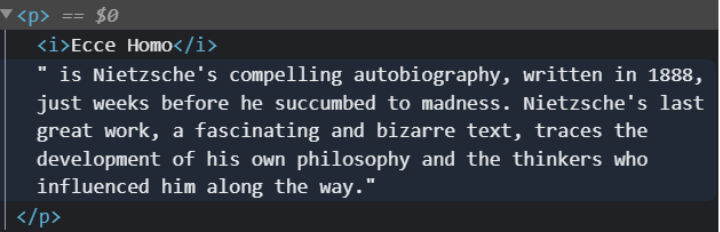 ▼<p> == $0
<i>Ecce Homo</i>
" is Nietzsche's compelling autobiography, written in 1888,
just weeks before he succumbed to madness. Nietzsche's last
great work, a fascinating and bizarre text, traces the
development of his own philosophy and the thinkers who
influenced him along the way."
</p>